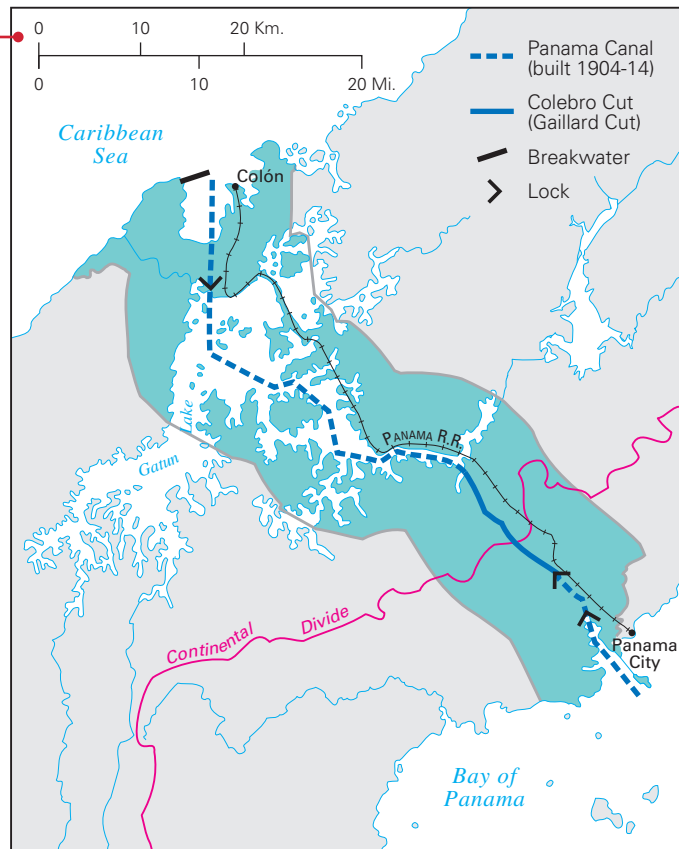 0 10 20 Km.
0 10 20 Mi.
Panama Canal
(built 1904-14)
Colebro Cut
(Gaillard Cut)
Breakwater
Lock
Caribbean
Sea
Colón
PANAMA R.R.
Lake
Gatun
Continental Divide
Panama
City
Bay of
Panama